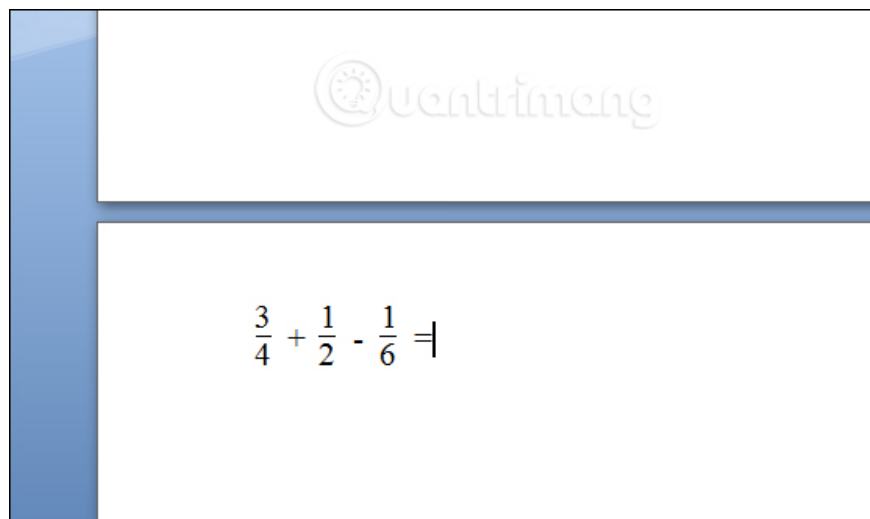 Quantrimang
3/4 + 1/2 - 1/6 =